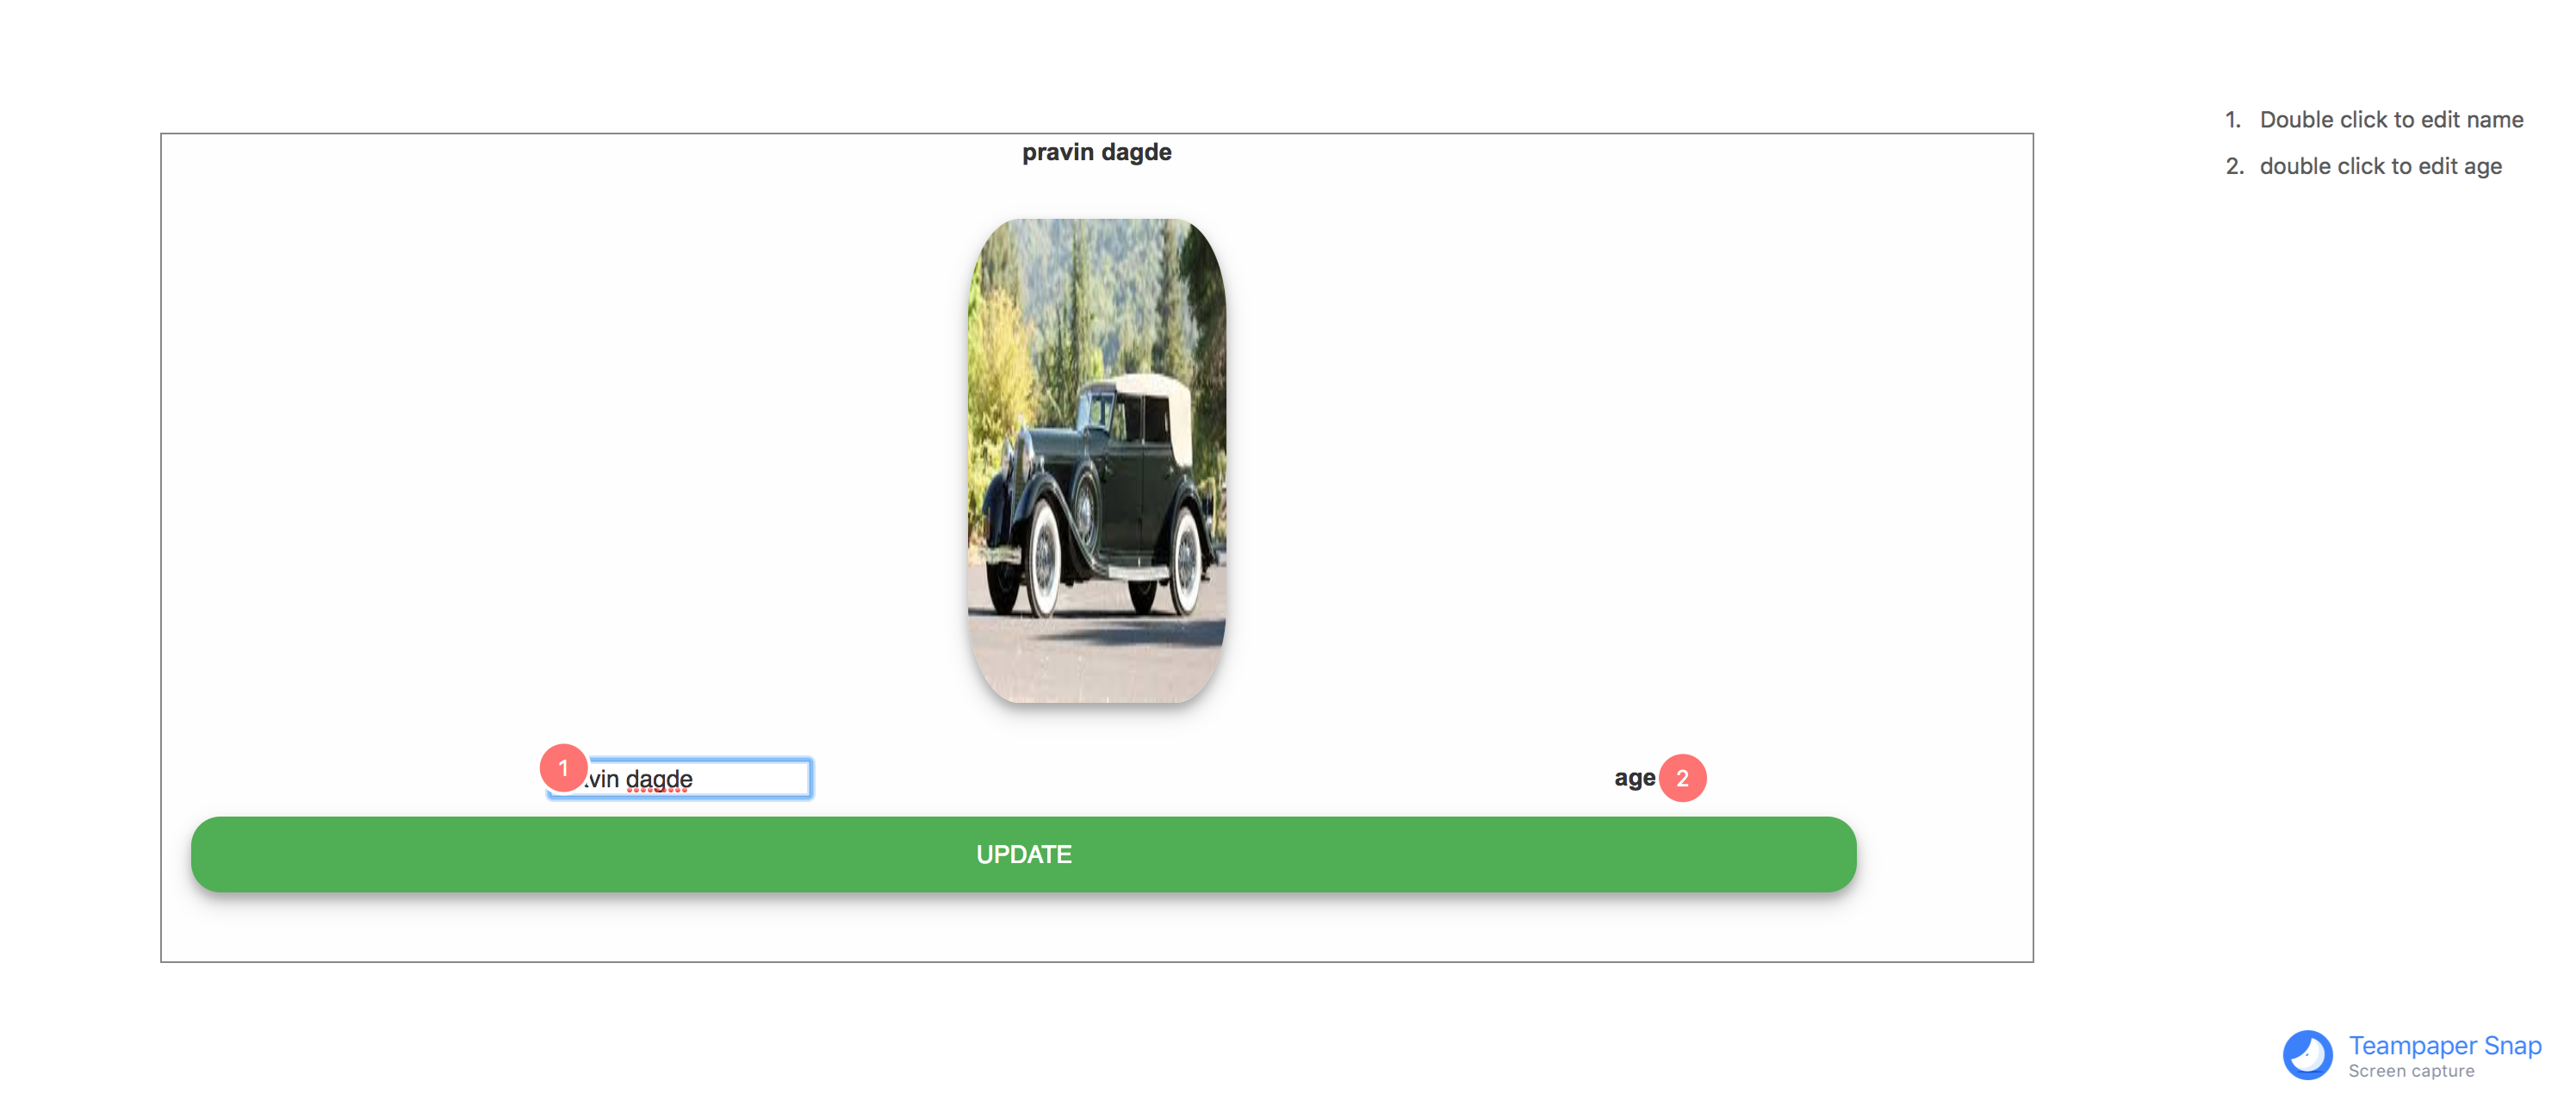 1. Double click to edit name
pravin dagde
2. double click to edit age
1 vin dagde
age 2
UPDATE
Teampaper Snap
Screen capture